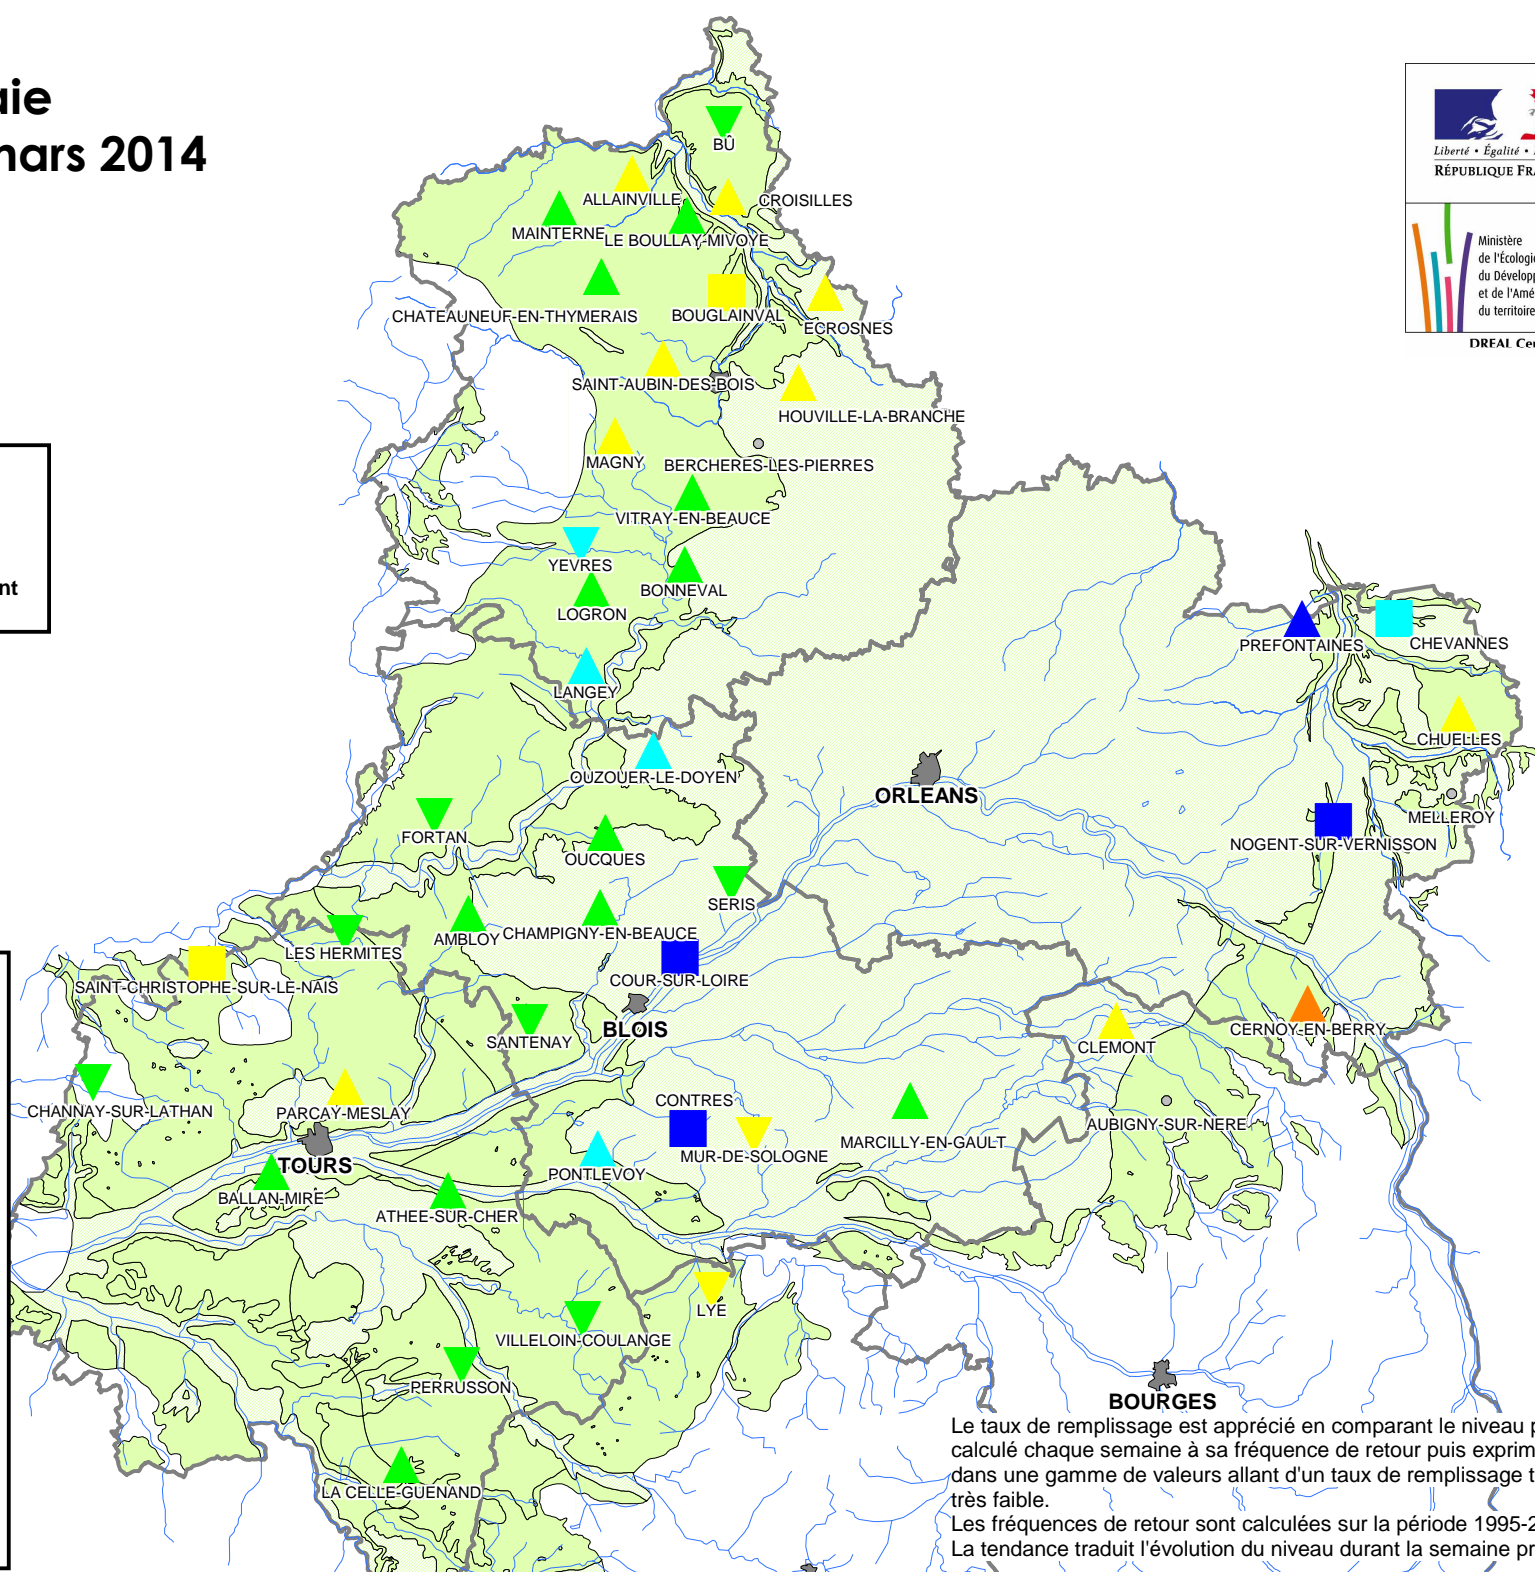 aie
mars 2014
Liberté • Égalité •
RÉPUBLIQUE FRA
Ministère
de l'Écologie
du Développ
et de l'Amé
du territoire
DREAL Cen
nt
BÛ
ALLAINVILLE
CROISILLES
MAINTERNE
LE BOULLAY-MIVOYE
CHATEAUNEUF-EN-THYMERAIS
BOUGLAINVAL
ECROSNES
SAINT-AUBIN-DES-BOIS
HOUVILLE-LA-BRANCHE
MAGNY
BERCHERES-LES-PIERRES
VITRAY-EN-BEAUCE
YEVRES
BONNEVAL
LOGRON
PREFONTAINES
CHEVANNES
LANGEY
CHUELLES
OUZOUER-LE-DOYEN
ORLEANS
MELLEROY
FORTAN
NOGENT-SUR-VERNISSON
OUCQUES
SERIS
AMBLOY
CHAMPIGNY-EN-BEAUCE
LES HERMITES
COUR-SUR-LOIRE
SAINT-CHRISTOPHE-SUR-LE-NAIS
BLOIS
CERNOY-EN-BERRY
SANTENAY
CLEMONT
CONTRES
CHANNAY-SUR-LATHAN
PARCAY-MESLAY
AUBIGNY-SUR-NERE
MARCILLY-EN-GAULT
MUR-DE-SOLOGNE
TOURS
PONTLEVOY
BALLAN-MIRE
ATHEE-SUR-CHER
LYE
VILLELOIN-COULANGE
PERRUSSON
BOURGES
LA CELLE-GUENAND
Le taux de remplissage est apprécié en comparant le niveau p
calculé chaque semaine à sa fréquence de retour puis exprim
dans une gamme de valeurs allant d'un taux de remplissage t
très faible.
Les fréquences de retour sont calculées sur la période 1995-2
La tendance traduit l'évolution du niveau durant la semaine pr